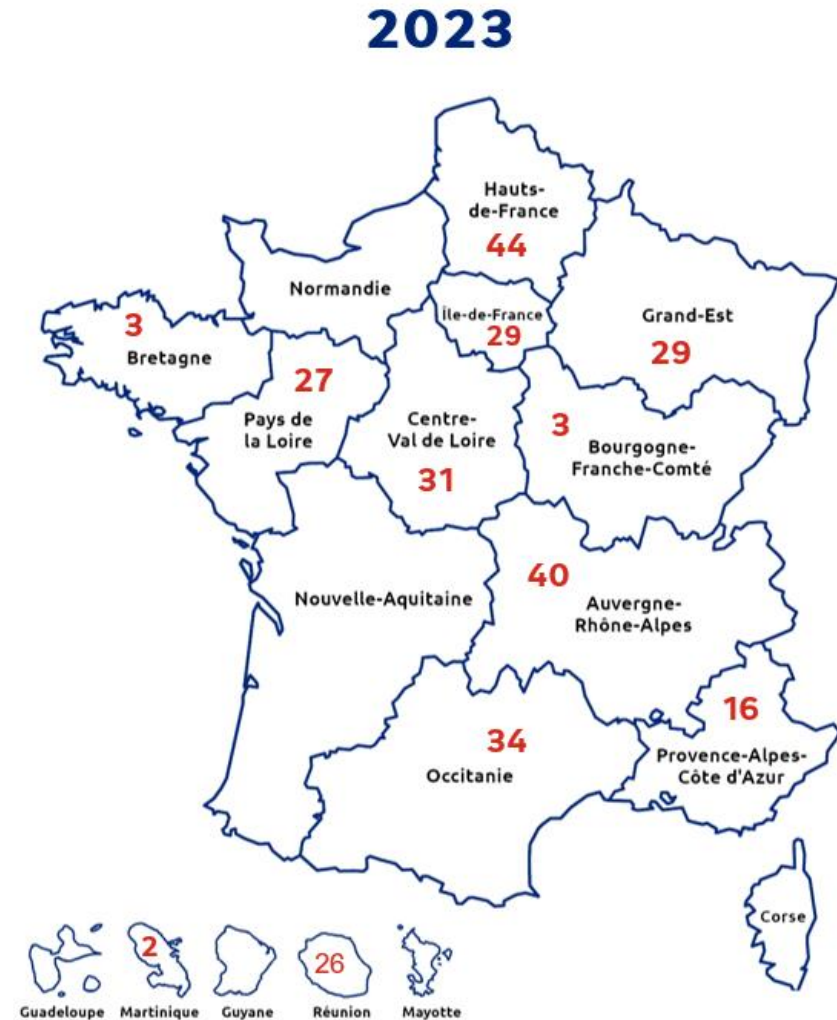 2023
Hauts-
de-France
44
Normandie
Île-de-France
29
Grand-Est
29
3
Bretagne
27
Pays de
la Loire
Centre-
Val de Loire
31
3
Bourgogne-
Franche-Comté
Nouvelle-Aquitaine
40
Auvergne-
Rhône-Alpes
16
Provence-Alpes-
Côte d'Azur
34
Occitanie
Corse
2
26
Guadeloupe
Martinique
Guyane
Réunion
Mayotte